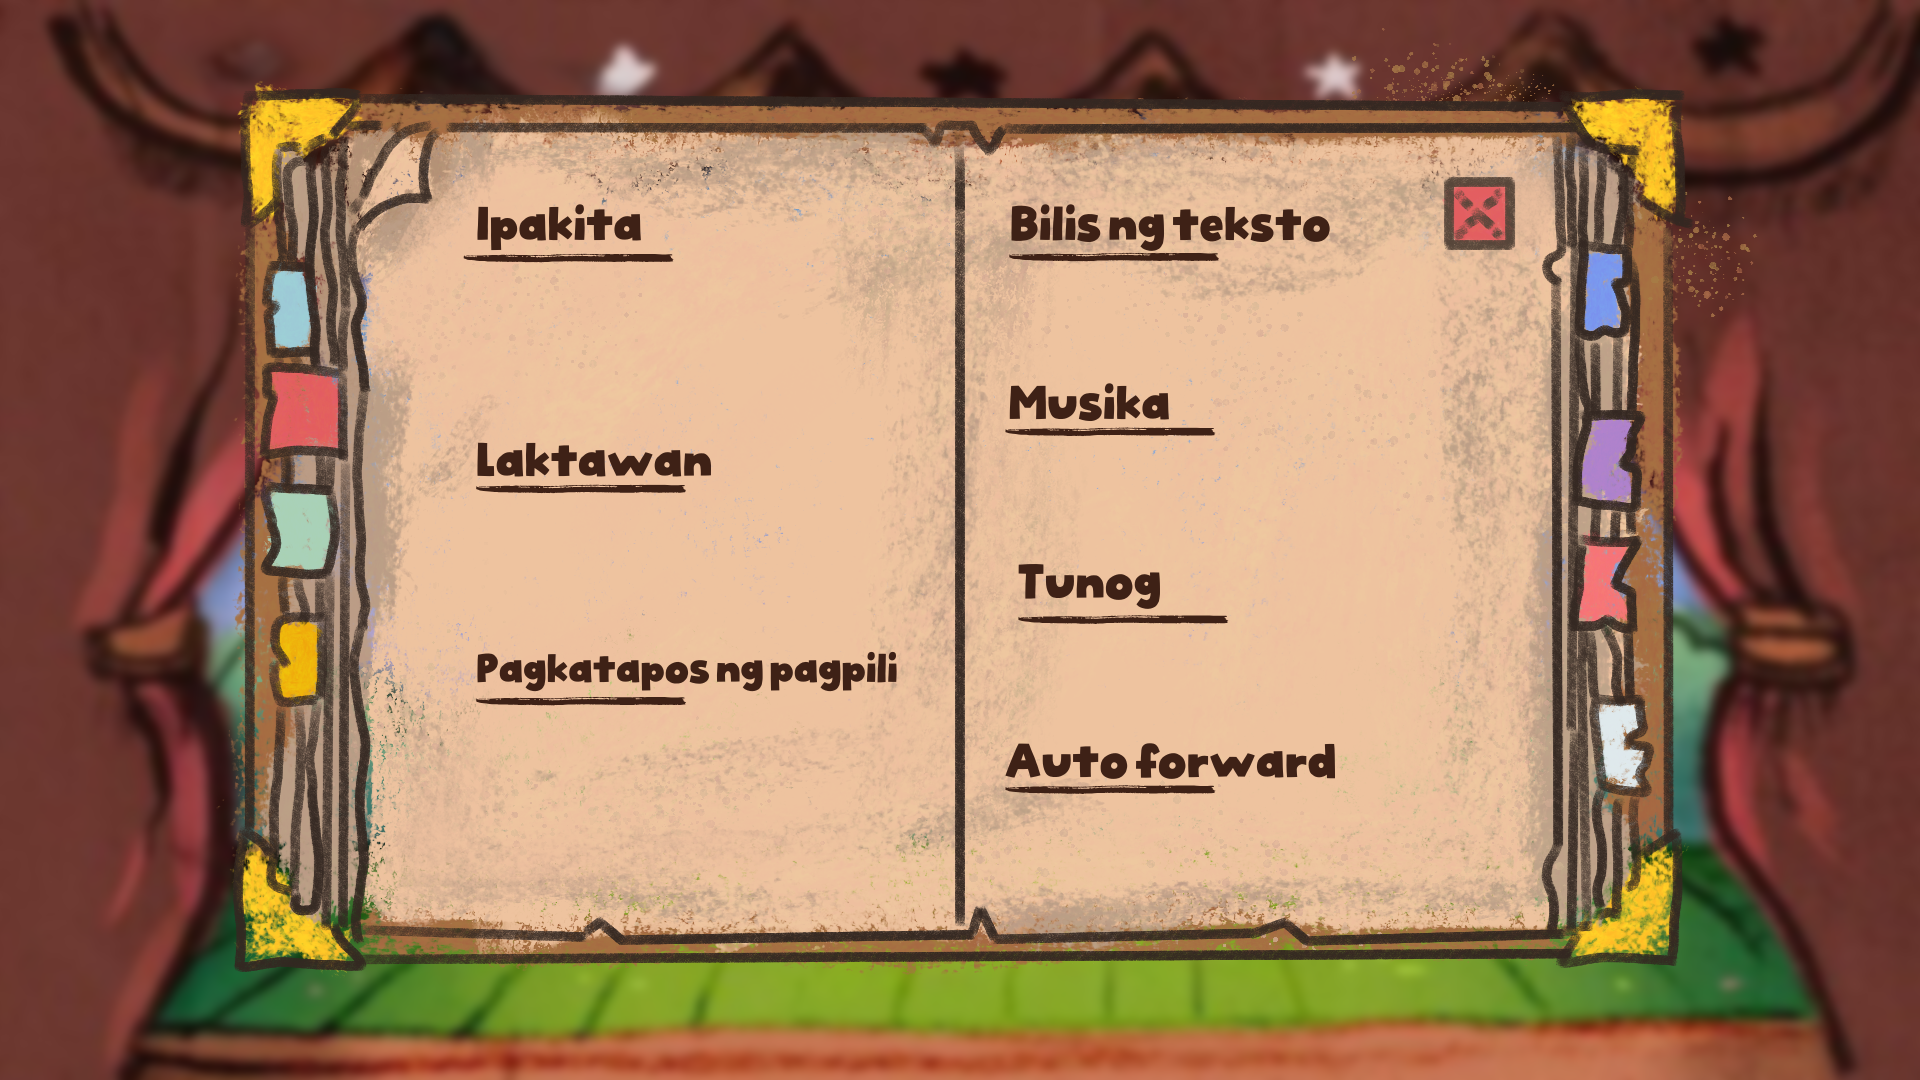 Ipakita
Laktawan
Pagkatapos ng pagpili
Bilis ng teksto
Musika
Tunog
Auto forward